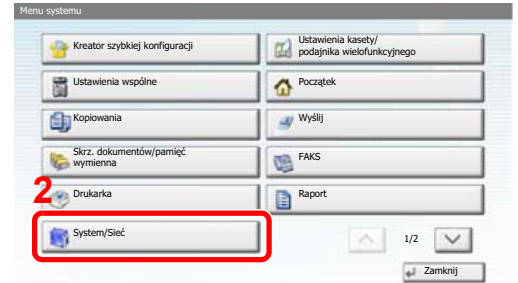 Menu systemu
Kreator szybkiej konfiguracji
Ustawienia kasety/
podajnika wielofunkcyjnego
Ustawienia wspólne
Początek
Kopiowania
Wyślij
Skrz. dokumentów/pamięć
wymienna
FAKS
2
Drukarka
Raport
System/Sieć
1/2
Zamknij